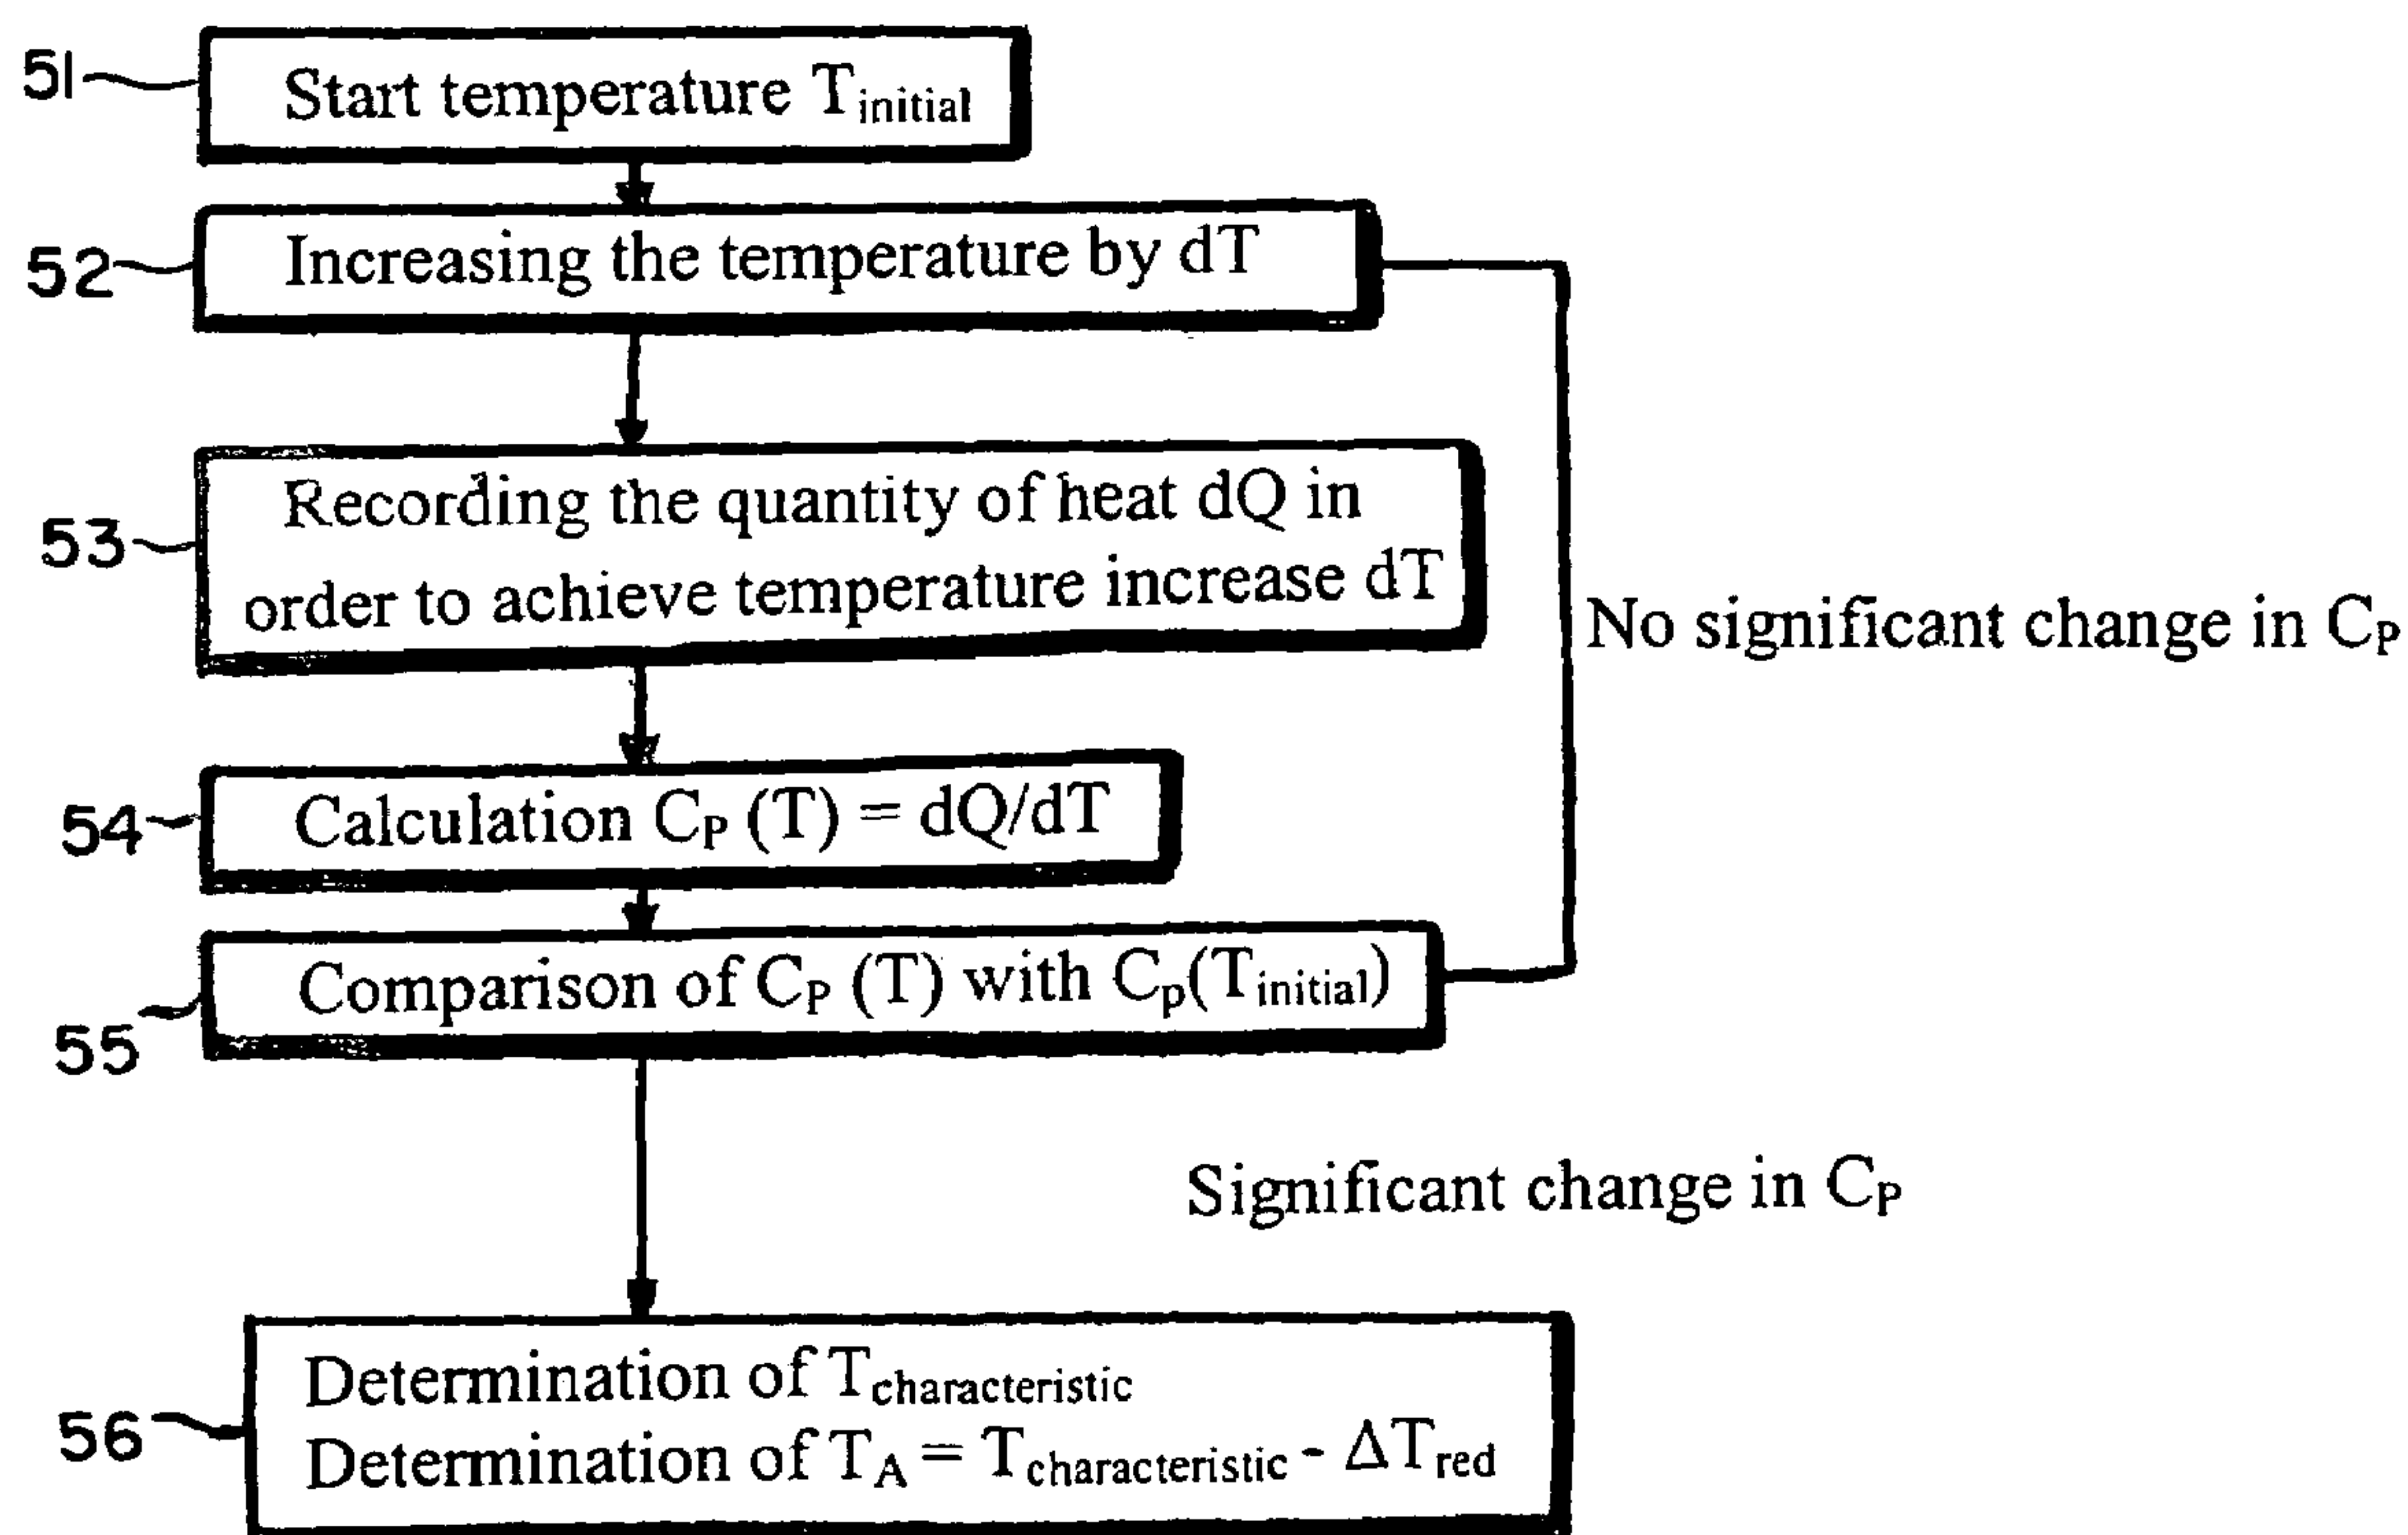 51
Start temperature T_initial
52
Increasing the temperature by dT
53
Recording the quantity of heat dQ in
order to achieve temperature increase dT
No significant change in C_P
54
Calculation C_P (T) = dQ/dT
55
Comparison of C_P (T) with C_p(T_initial)
Significant change in C_P
56
Determination of T_characteristic
Determination of T_A = T_characteristic - ΔT_red